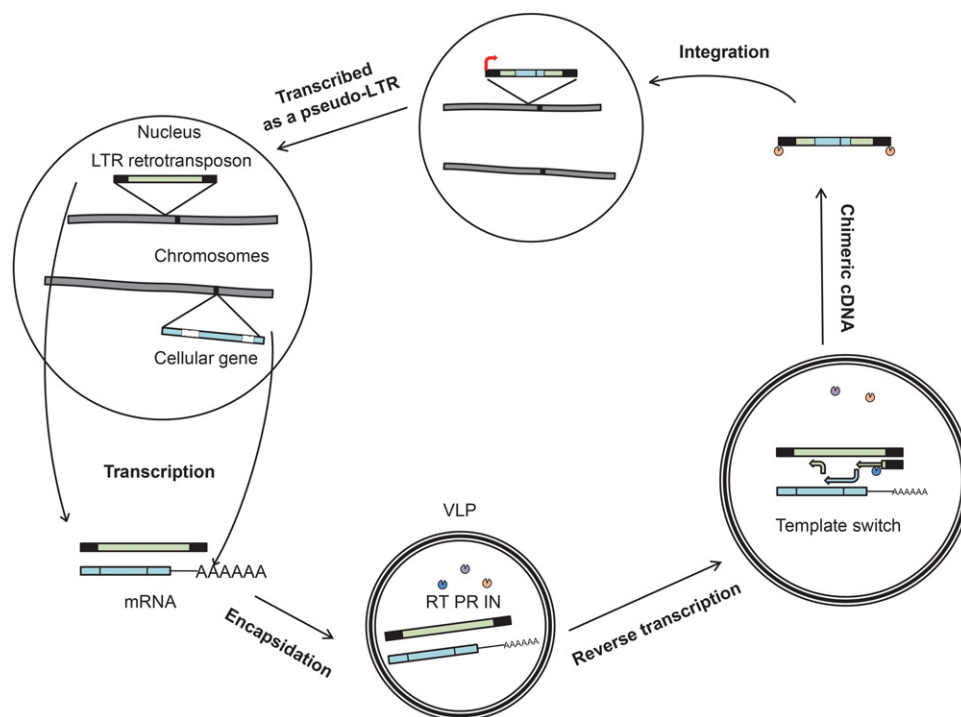 Integration
Transcribed
as a pseudo-LTR
Nucleus
LTR retrotransposon
Chromosomes
Cellular gene
Transcription
AAAAAA
mRNA
Encapsidation
VLP
RT PR IN
AAAAAA
Reverse transcription
AAAAAA
Template switch
Chimeric cDNA